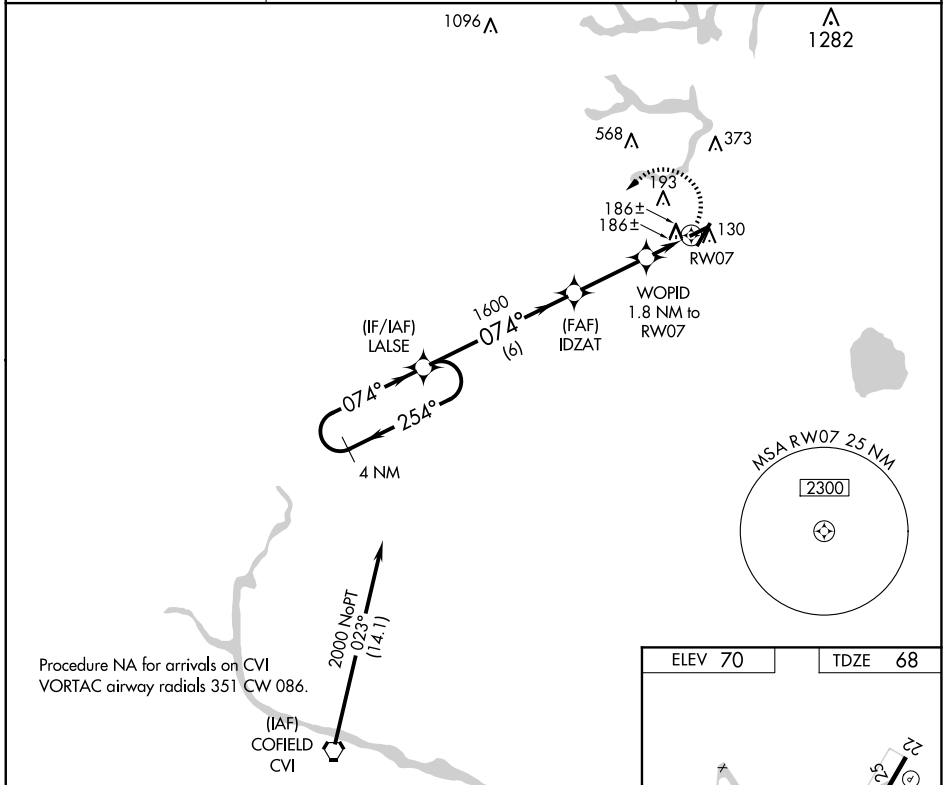 1096
1282
568
373
193
186±
186±
130
RW07
WOPID
1.8 NM to
RW07
1600
074°
(6)
(FAF)
IDZAT
(IF/IAF)
LALSE
074°
254°
4 NM
MSA RW07 25 NM
2300
2000 NoPT
023°
(14.1)
Procedure NA for arrivals on CVI
VORTAC airway radials 351 CW 086.
(IAF)
COFIELD
CVI
ELEV 70
TDZE 68
22
25
P